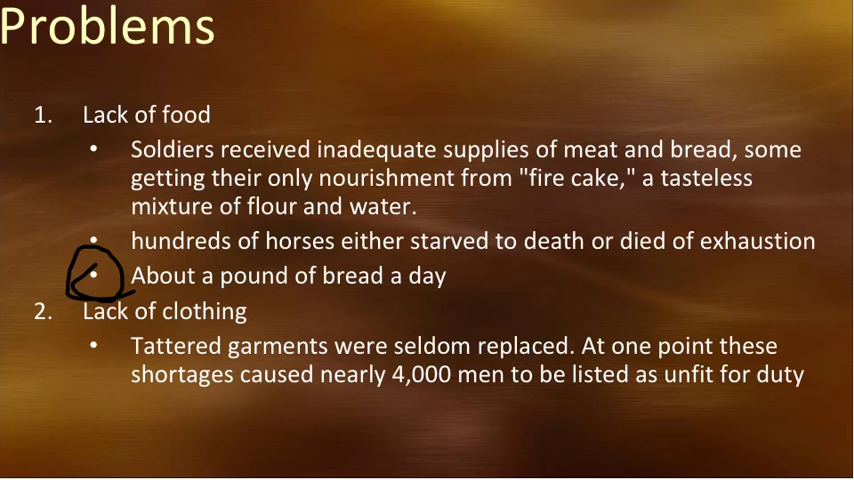 Problems
1. Lack of food
• Soldiers received inadequate supplies of meat and bread, some
getting their only nourishment from "fire cake," a tasteless
mixture of flour and water.
• hundreds of horses either starved to death or died of exhaustion
• About a pound of bread a day
2. Lack of clothing
• Tattered garments were seldom replaced. At one point these
shortages caused nearly 4,000 men to be listed as unfit for duty